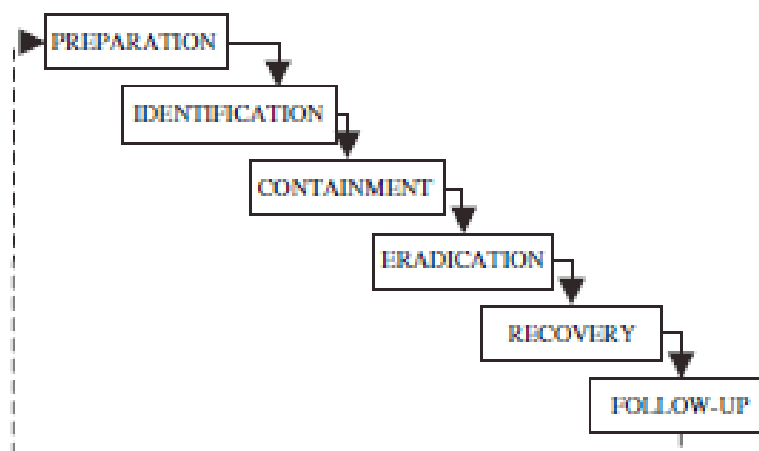 PREPARATION
IDENTIFICATION
CONTAINMENT
ERADICATION
RECOVERY
FOLLOW-UP